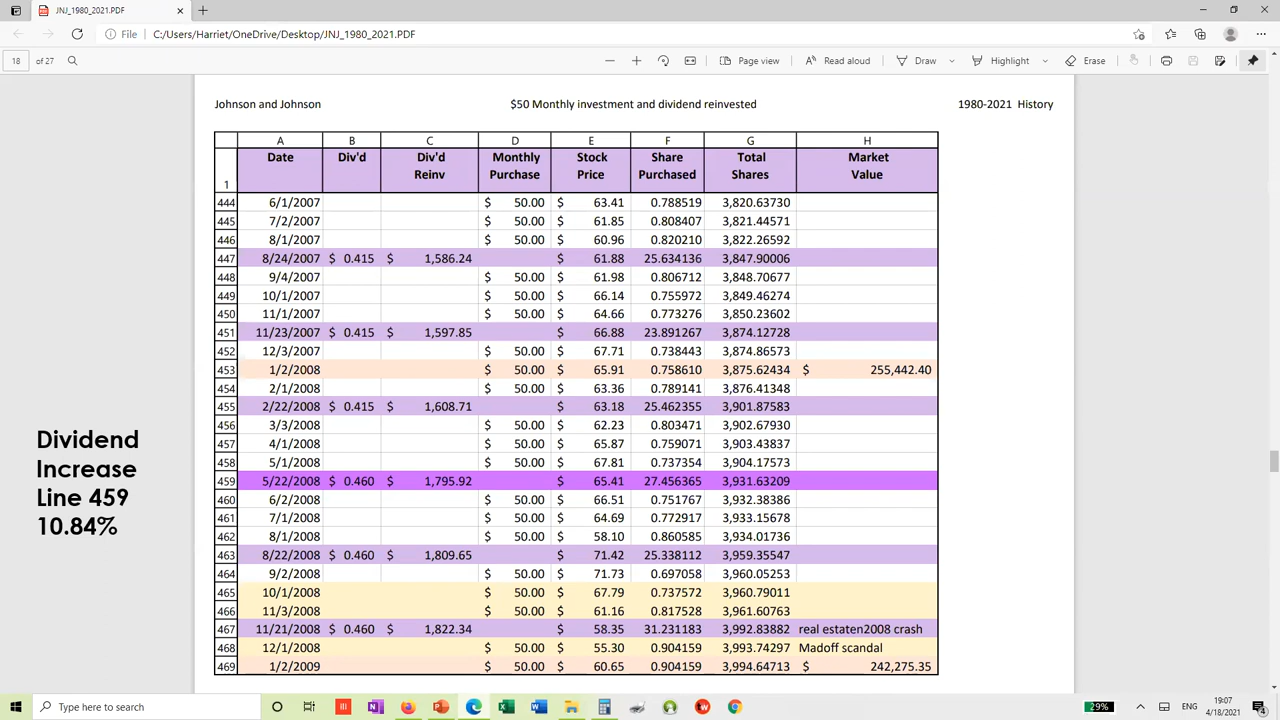 JNJ_1980_2021.PDF
File C:/Users/Harriet/OneDrive/Desktop/JNJ_1980_2021.PDF
18 of 27 Page view Read aloud Draw Highlight Erase
Johnson and Johnson $50 Monthly investment and dividend reinvested 1980-2021 History
A B C D E F G H
Date Div'd Div'd Monthly Stock Share Total Market
1 Reinv Purchase Price Purchased Shares Value
444 6/1/2007 $ 50.00 $ 63.41 0.788519 3,820.63730
445 7/2/2007 $ 50.00 $ 61.85 0.808407 3,821.44571
446 8/1/2007 $ 50.00 $ 60.96 0.820210 3,822.26592
447 8/24/2007 $ 0.415 $ 1,586.24 $ 61.88 25.634136 3,847.90006
448 9/4/2007 $ 50.00 $ 61.98 0.806712 3,848.70677
449 10/1/2007 $ 50.00 $ 66.14 0.755972 3,849.46274
450 11/1/2007 $ 50.00 $ 64.66 0.773276 3,850.23602
451 11/23/2007 $ 0.415 $ 1,597.85 $ 66.88 23.891267 3,874.12728
452 12/3/2007 $ 50.00 $ 67.71 0.738443 3,874.86573
453 1/2/2008 $ 50.00 $ 65.91 0.758610 3,875.62434 $ 255,442.40
454 2/1/2008 $ 50.00 $ 63.36 0.789141 3,876.41348
455 2/22/2008 $ 0.415 $ 1,608.71 $ 63.18 25.462355 3,901.87583
456 3/3/2008 $ 50.00 $ 62.23 0.803471 3,902.67930
457 4/1/2008 $ 50.00 $ 65.87 0.759071 3,903.43837
458 5/1/2008 $ 50.00 $ 67.81 0.737354 3,904.17573
459 5/22/2008 $ 0.460 $ 1,795.92 $ 65.41 27.456365 3,931.63209
460 6/2/2008 $ 50.00 $ 66.51 0.751767 3,932.38386
461 7/1/2008 $ 50.00 $ 64.69 0.772917 3,933.15678
462 8/1/2008 $ 50.00 $ 58.10 0.860585 3,934.01736
463 8/22/2008 $ 0.460 $ 1,809.65 $ 71.42 25.338112 3,959.35547
464 9/2/2008 $ 50.00 $ 71.73 0.697058 3,960.05253
465 10/1/2008 $ 50.00 $ 67.79 0.737572 3,960.79011
466 11/3/2008 $ 50.00 $ 61.16 0.817528 3,961.60763
467 11/21/2008 $ 0.460 $ 1,822.34 $ 58.35 31.231183 3,992.83882 real estaten2008 crash
468 12/1/2008 $ 50.00 $ 55.30 0.904159 3,993.74297 Madoff scandal
469 1/2/2009 $ 50.00 $ 60.65 0.904159 3,994.64713 $ 242,275.35
Dividend
Increase
Line 459
10.84%
Type here to search
29% ENG 19:07
4/18/2021 4